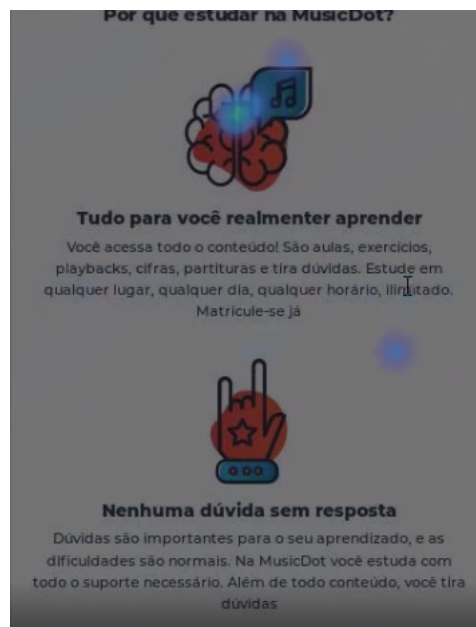 Por que estudar na MusicDot?
Tudo para você realmenter aprender
Você acessa todo o conteúdo! São aulas, exercícios,
playbacks, cifras, partituras e tira dúvidas. Estude em
qualquer lugar, qualquer dia, qualquer horário, ilimitado.
Matrícule-se já
Nenhuma dúvida sem resposta
Dúvidas são importantes para o seu aprendizado, e as
dificuldades são normais. Na MusicDot você estuda com
todo o suporte necessário. Além de todo conteúdo, você tira
dúvidas